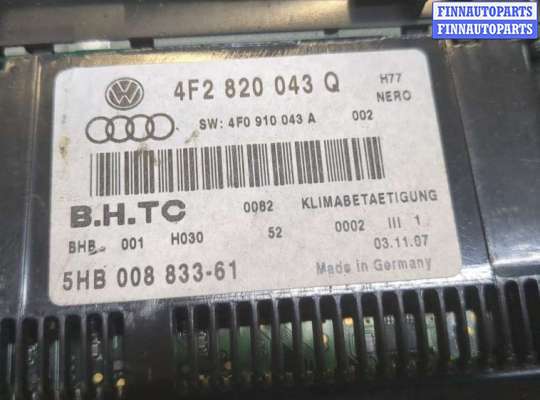 FINNAUTOPARTS
FINNAUTOPARTS
4F2 820 043 Q H77
NERO
SW: 4F0 910 043 A 002
B.H.TC 0082 KLIMABETAETIGUNG
BHB 001 H030 52 0002 III 1
03.11.07
5HB 008 833-61 Made in Germany